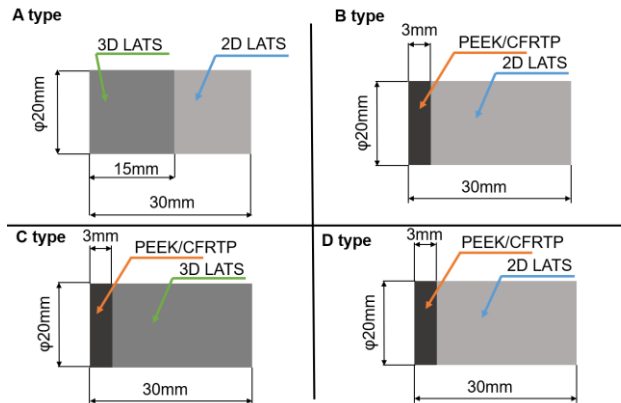 A type
3D LATS
2D LATS
φ20mm
15mm
30mm
B type
3mm
PEEK/CFRTP
2D LATS
φ20mm
30mm
C type
3mm
PEEK/CFRTP
3D LATS
φ20mm
30mm
D type
3mm
PEEK/CFRTP
2D LATS
φ20mm
30mm